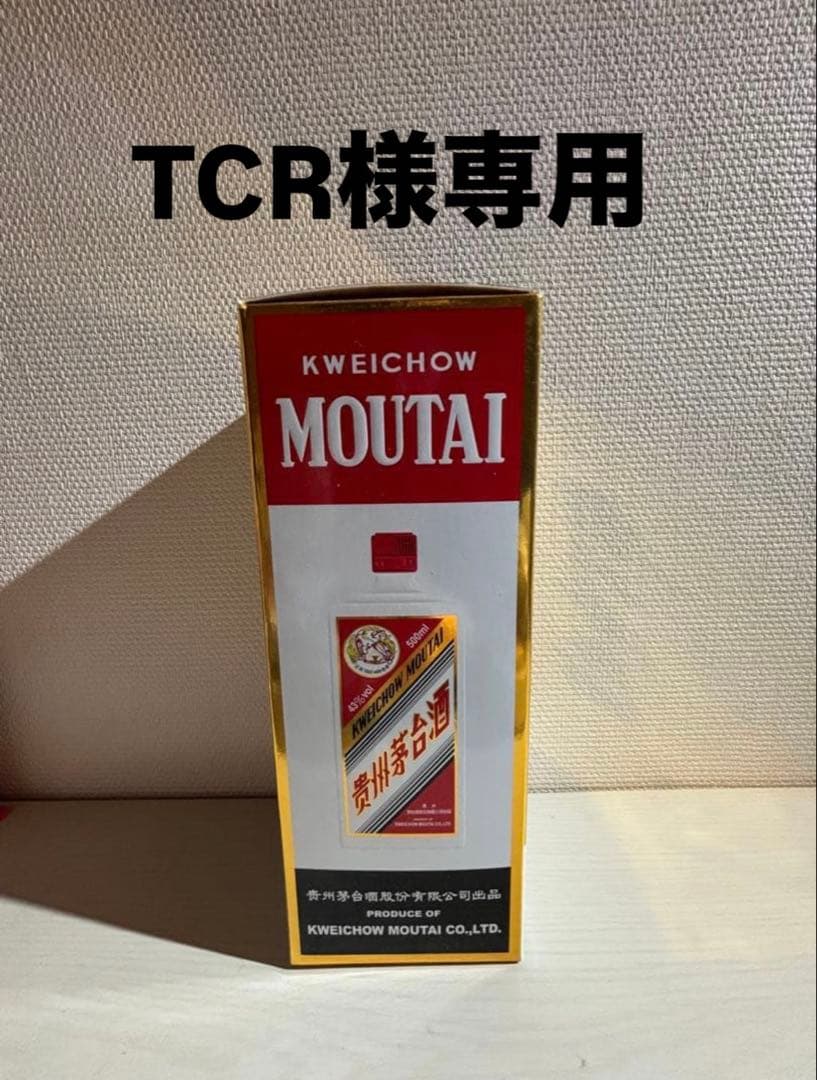 TCR様専用
KWEICHOW
MOUTAI
500ml
43%vol
KWEICHOW MOUTAI
贵州茅台酒
贵州茅台酒股份有限公司出品
PRODUCE OF
KWEICHOW MOUTAI CO.,LTD.